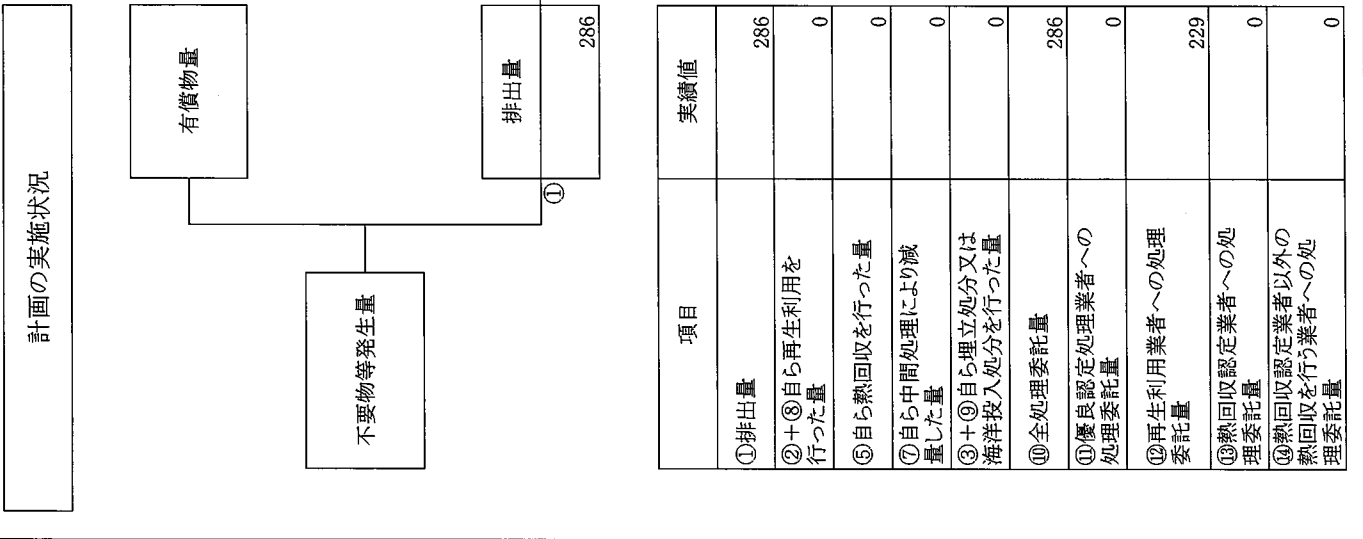 計画の実施状況
有償物量
不要物等発生量
排出量
286
①
項目
実績値
①排出量
286
②+⑧自ら再生利用を
行った量
0
⑤自ら熱回収を行った量
0
⑦自ら中間処理により減
量した量
0
③+⑨自ら埋立処分又は
海洋投入処分を行った量
0
⑩全処理委託量
286
⑪優良認定処理業者への
処理委託量
0
⑫再生利用業者への処理
委託量
229
⑬熱回収認定業者への処
理委託量
0
⑭熱回収認定業者以外の
熱回収を行う業者への処
理委託量
0